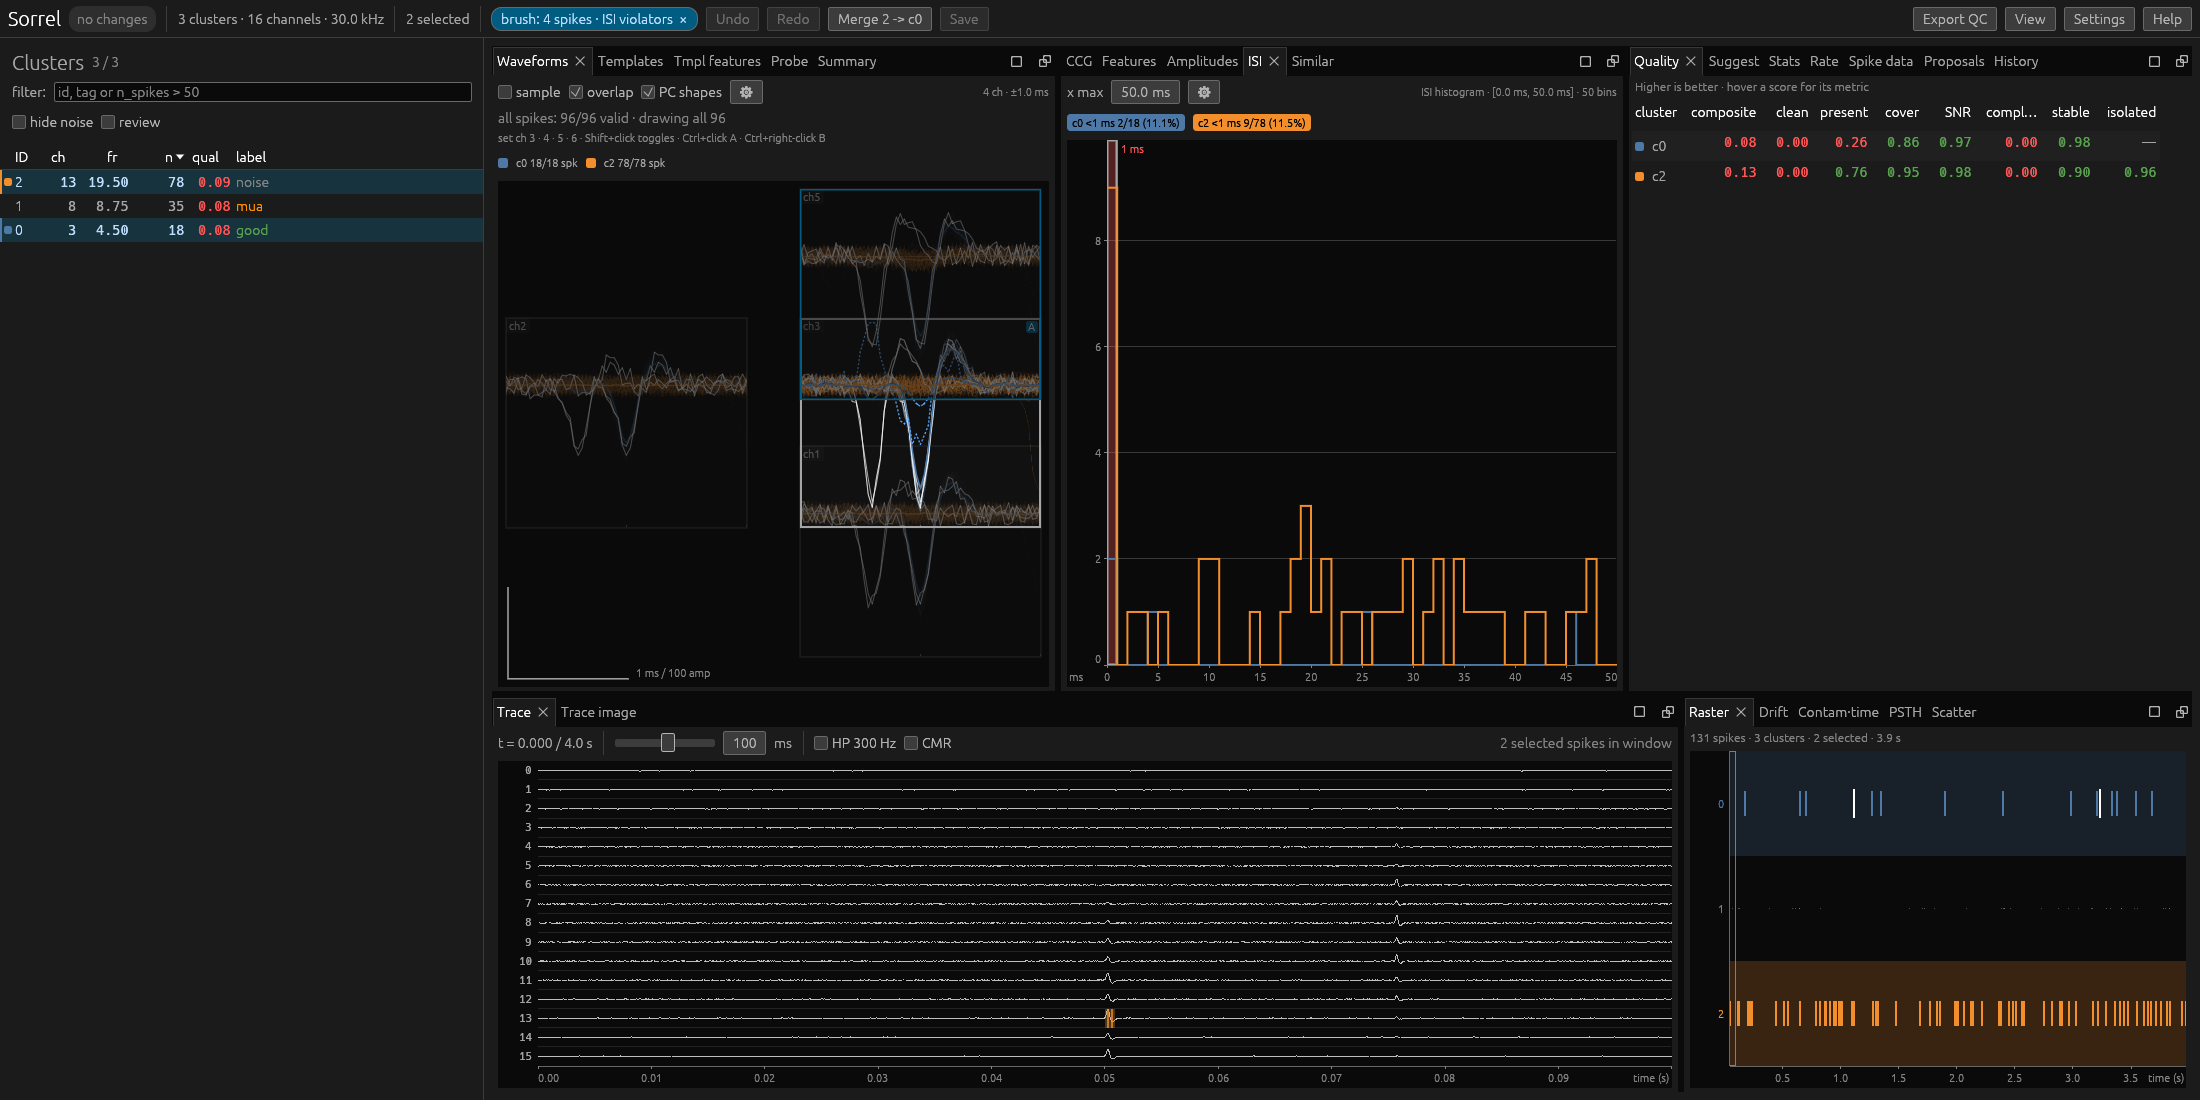 Sorrel no changes 3 clusters · 16 channels · 30.0 kHz 2 selected brush: 4 spikes · ISI violators × Undo Redo Merge 2 -> c0 Save Export QC View Settings Help
Clusters 3 / 3
filter: id, tag or n_spikes > 50
hide noise review
ID ch fr n▼ qual label
2 13 19.50 78 0.09 noise
1 8 8.75 35 0.08 mua
0 3 4.50 18 0.08 good
Waveforms Templates Tmpl features Probe Summary
sample overlap PC shapes 4 ch · ±1.0 ms
all spikes: 96/96 valid · drawing all 96
set ch 3 · 4 · 5 · 6 · Shift+click toggles · Ctrl+click A · Ctrl+right-click B
c0 18/18 spk c2 78/78 spk
ch5
ch2
ch3 A
ch1
1 ms / 100 amp
CCG Features Amplitudes ISI Similar
x max 50.0 ms ISI histogram · [0.0 ms, 50.0 ms] · 50 bins
c0 <1 ms 2/18 (11.1%) c2 <1 ms 9/78 (11.5%)
1 ms
8
6
4
2
0
ms 0 5 10 15 20 25 30 35 40 45 50
Quality Suggest Stats Rate Spike data Proposals History
Higher is better · hover a score for its metric
cluster composite clean present cover SNR compl... stable isolated
c0 0.08 0.00 0.26 0.86 0.97 0.00 0.98 —
c2 0.13 0.00 0.76 0.95 0.98 0.00 0.90 0.96
Trace Trace image
t = 0.000 / 4.0 s 100 ms HP 300 Hz CMR 2 selected spikes in window
0
1
2
3
4
5
6
7
8
9
10
11
12
13
14
15
0.00 0.01 0.02 0.03 0.04 0.05 0.06 0.07 0.08 0.09 time (s)
Raster Drift Contam·time PSTH Scatter
131 spikes · 3 clusters · 2 selected · 3.9 s
0
1
2
0.5 1.0 1.5 2.0 2.5 3.0 3.5 time (s)